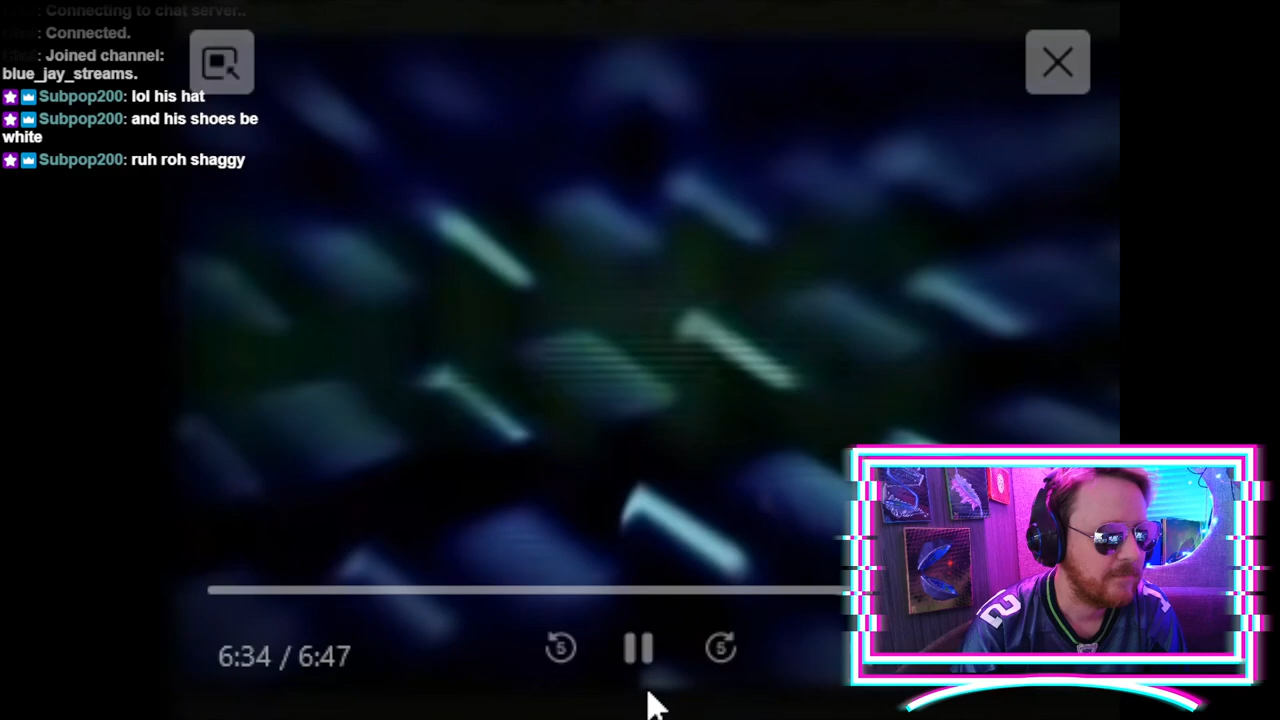 : Connecting to chat server..
: Connected.
: Joined channel:
blue_jay_streams.
Subpop200: lol his hat
Subpop200: and his shoes be
white
Subpop200: ruh roh shaggy
5
5
6:34 / 6:47
12